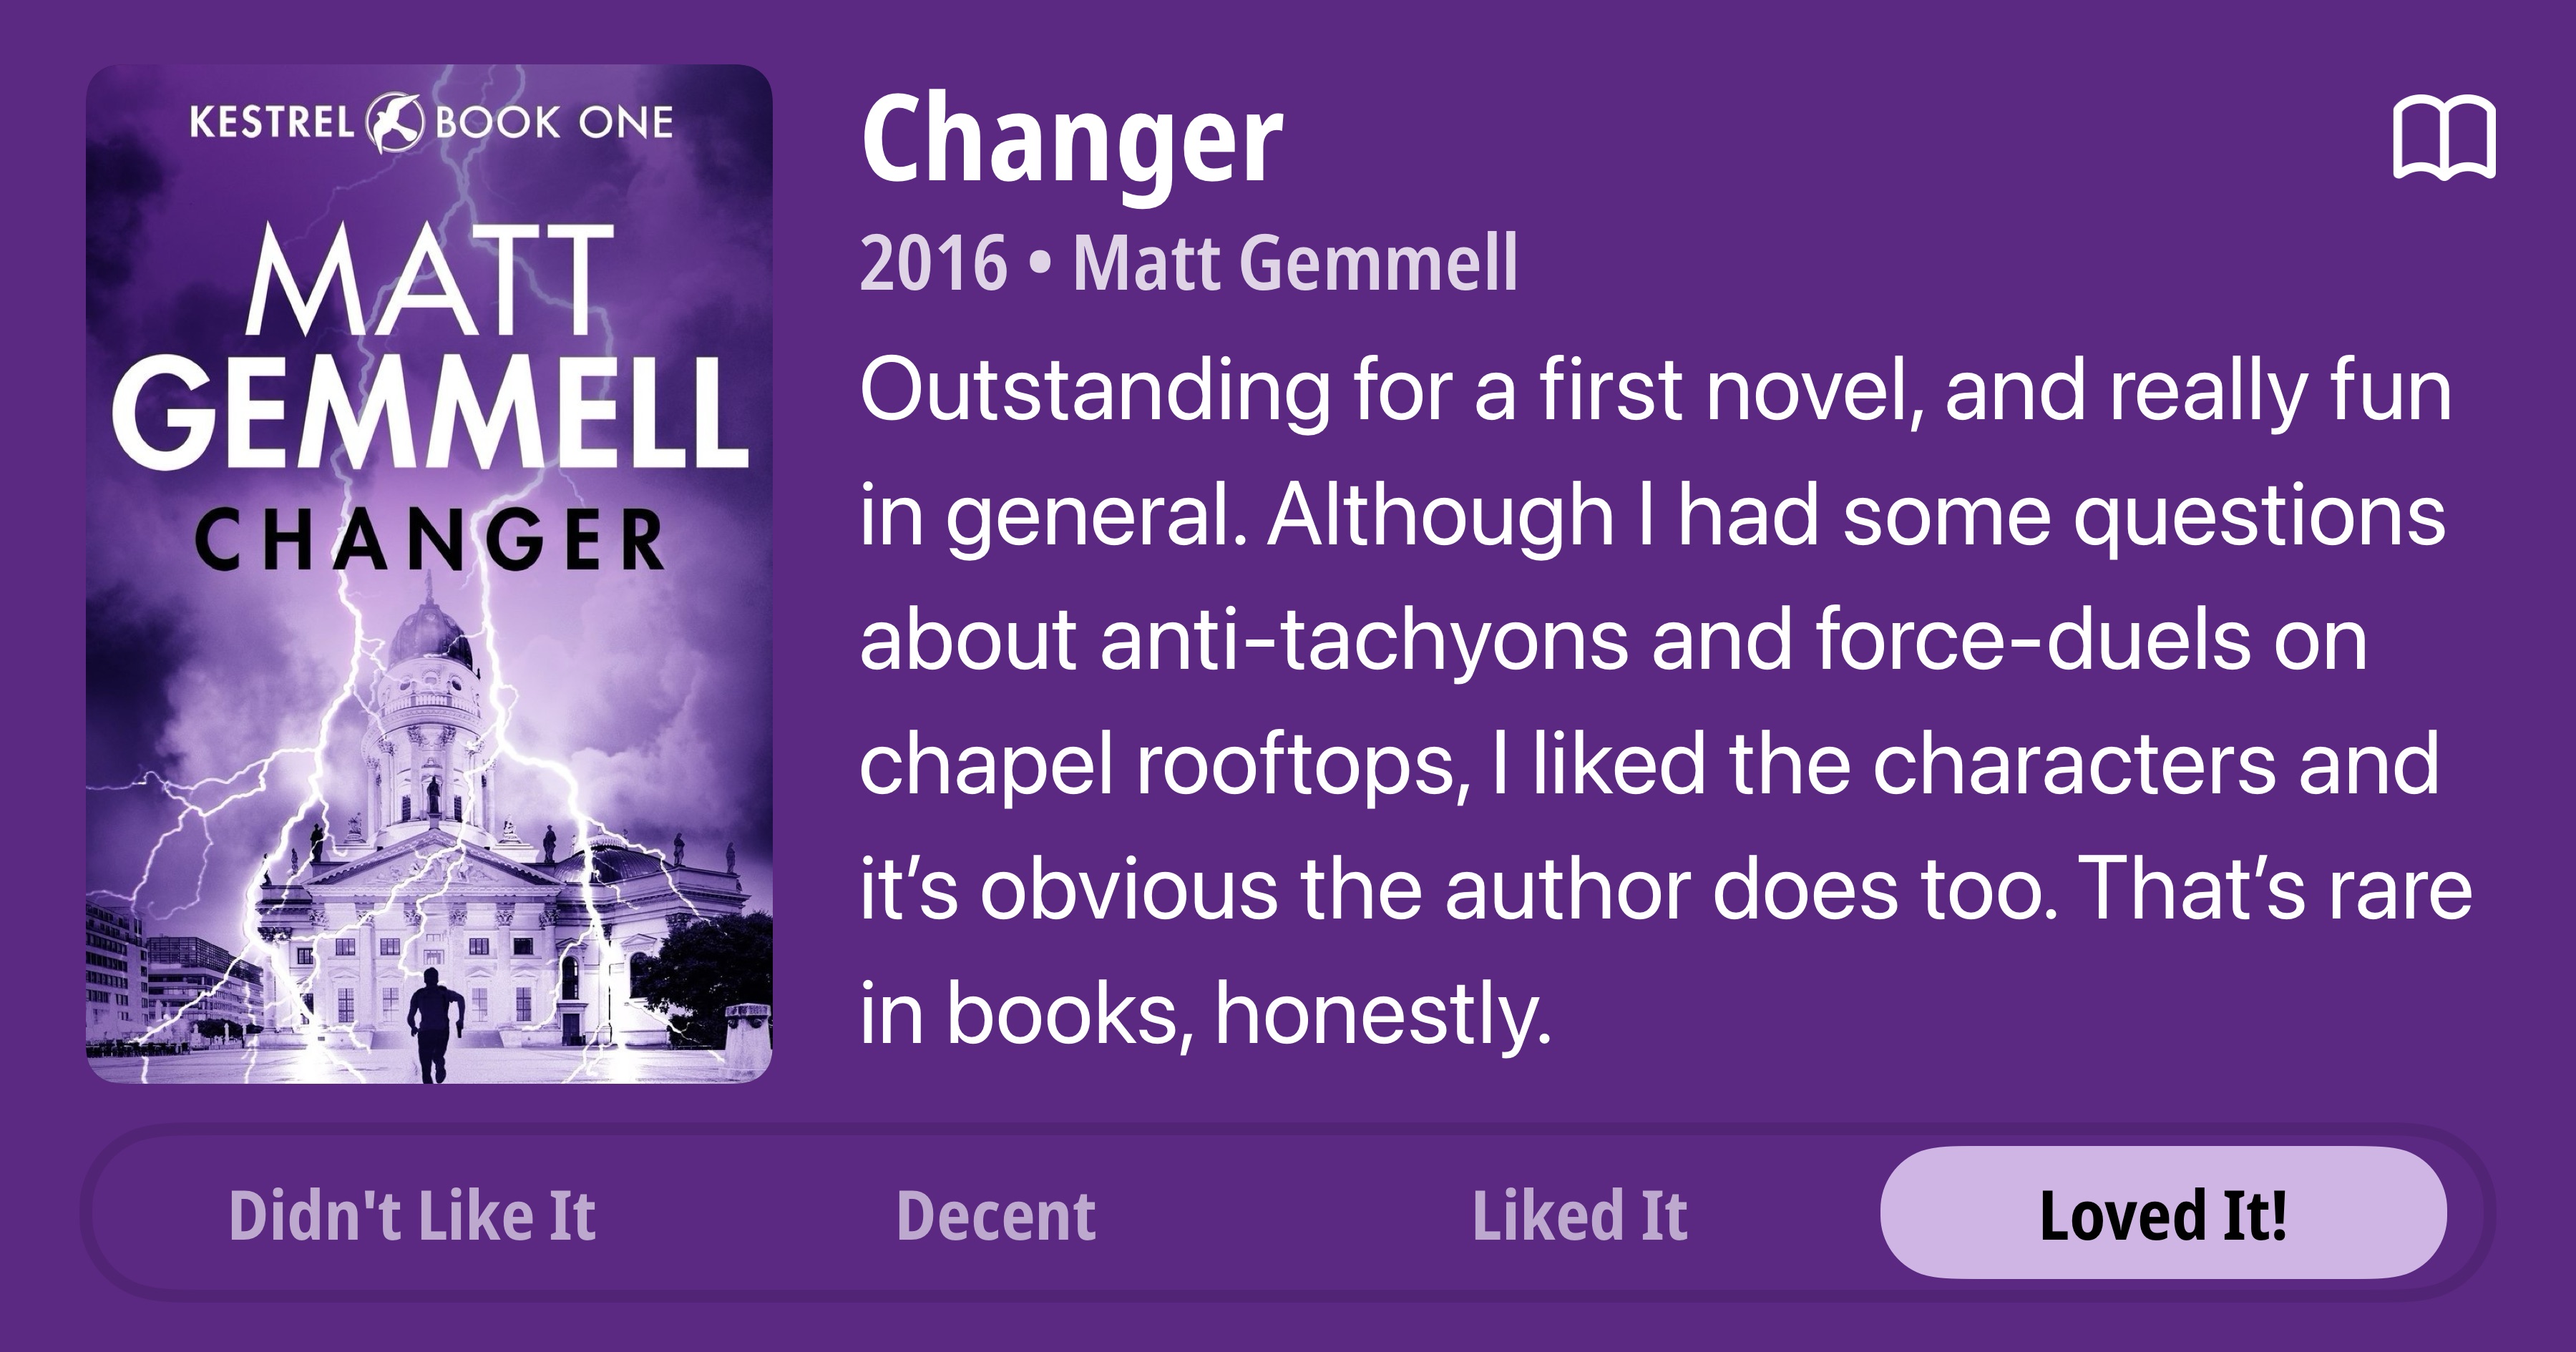 KESTREL BOOK ONE
MATT
GEMMELL
CHANGER
Changer
2016 • Matt Gemmell
Outstanding for a first novel, and really fun
in general. Although I had some questions
about anti-tachyons and force-duels on
chapel rooftops, I liked the characters and
it’s obvious the author does too. That’s rare
in books, honestly.
Didn't Like It
Decent
Liked It
Loved It!